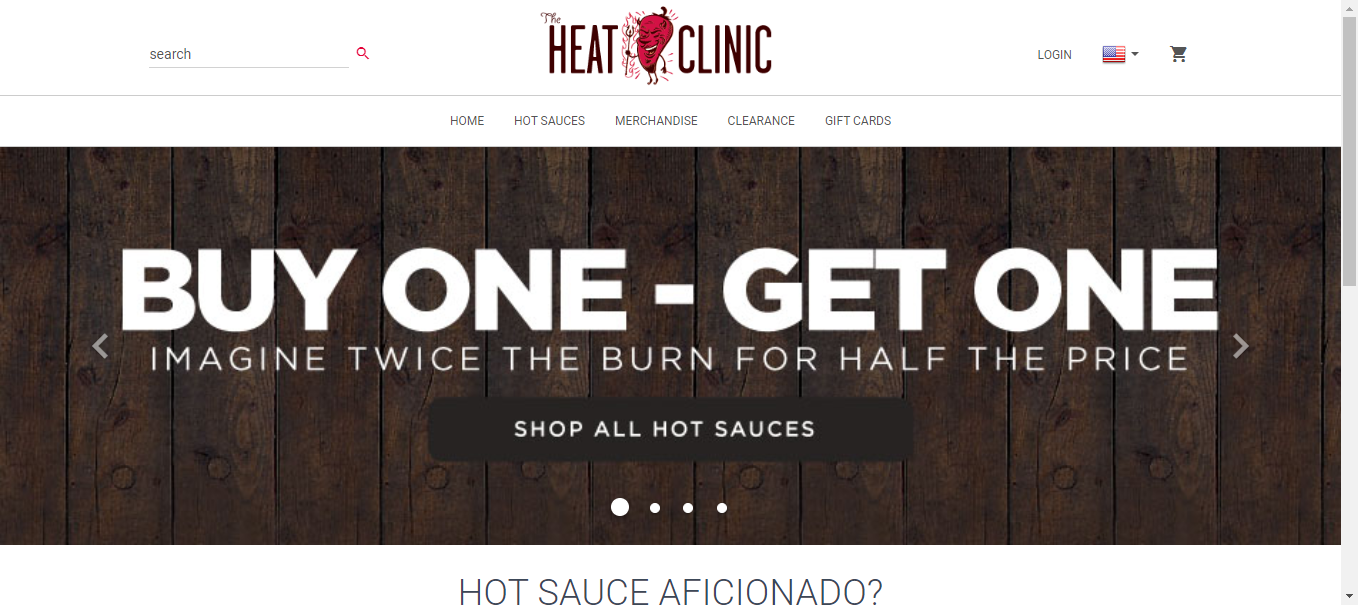 search
The
HEAT CLINIC
LOGIN
HOME HOT SAUCES MERCHANDISE CLEARANCE GIFT CARDS
BUY ONE - GET ONE
IMAGINE TWICE THE BURN FOR HALF THE PRICE
SHOP ALL HOT SAUCES
HOT SAUCE AFICIONADO?